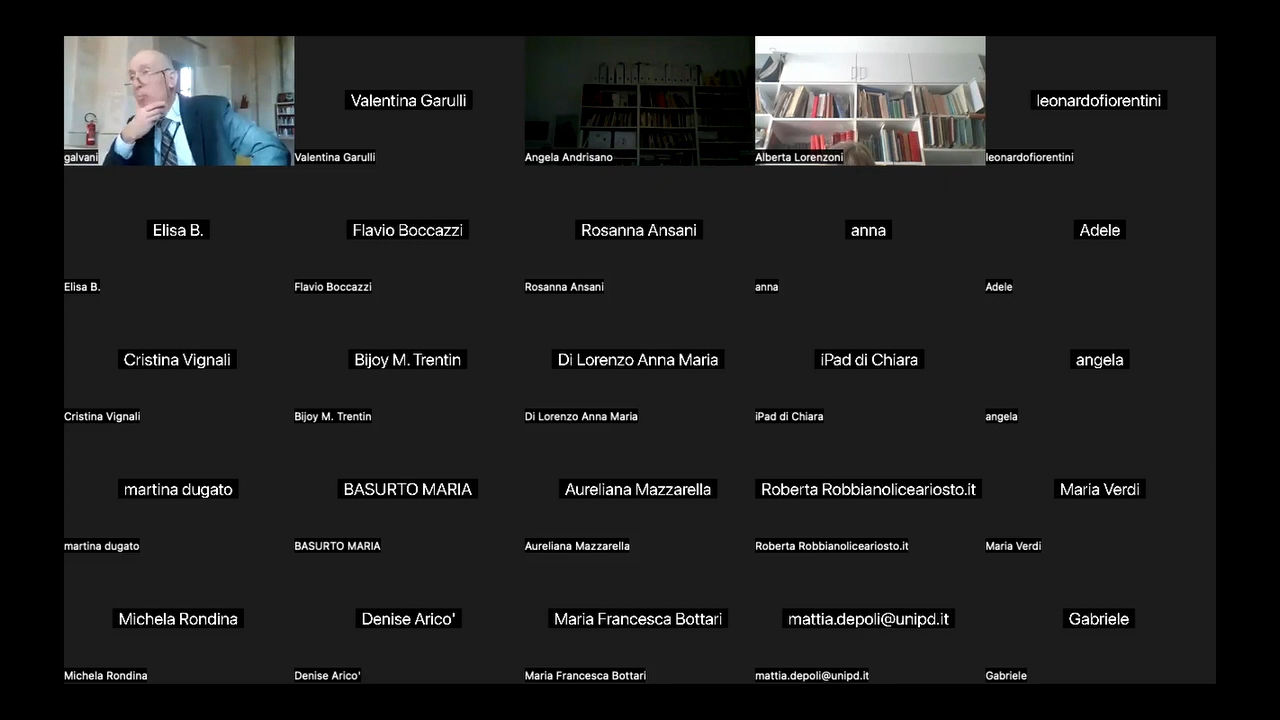 Valentina Garulli
leonardofiorentini
galvani
Valentina Garulli
Angela Andrisano
Alberta Lorenzoni
leonardofiorentini
Elisa B.
Flavio Boccazzi
Rosanna Ansani
anna
Adele
Elisa B.
Flavio Boccazzi
Rosanna Ansani
anna
Adele
Cristina Vignali
Bijoy M. Trentin
Di Lorenzo Anna Maria
iPad di Chiara
angela
Cristina Vignali
Bijoy M. Trentin
Di Lorenzo Anna Maria
iPad di Chiara
angela
martina dugato
BASURTO MARIA
Aureliana Mazzarella
Roberta Robbianoliceariosto.it
Maria Verdi
martina dugato
BASURTO MARIA
Aureliana Mazzarella
Roberta Robbianoliceariosto.it
Maria Verdi
Michela Rondina
Denise Arico'
Maria Francesca Bottari
mattia.depoli@unipd.it
Gabriele
Michela Rondina
Denise Arico'
Maria Francesca Bottari
mattia.depoli@unipd.it
Gabriele